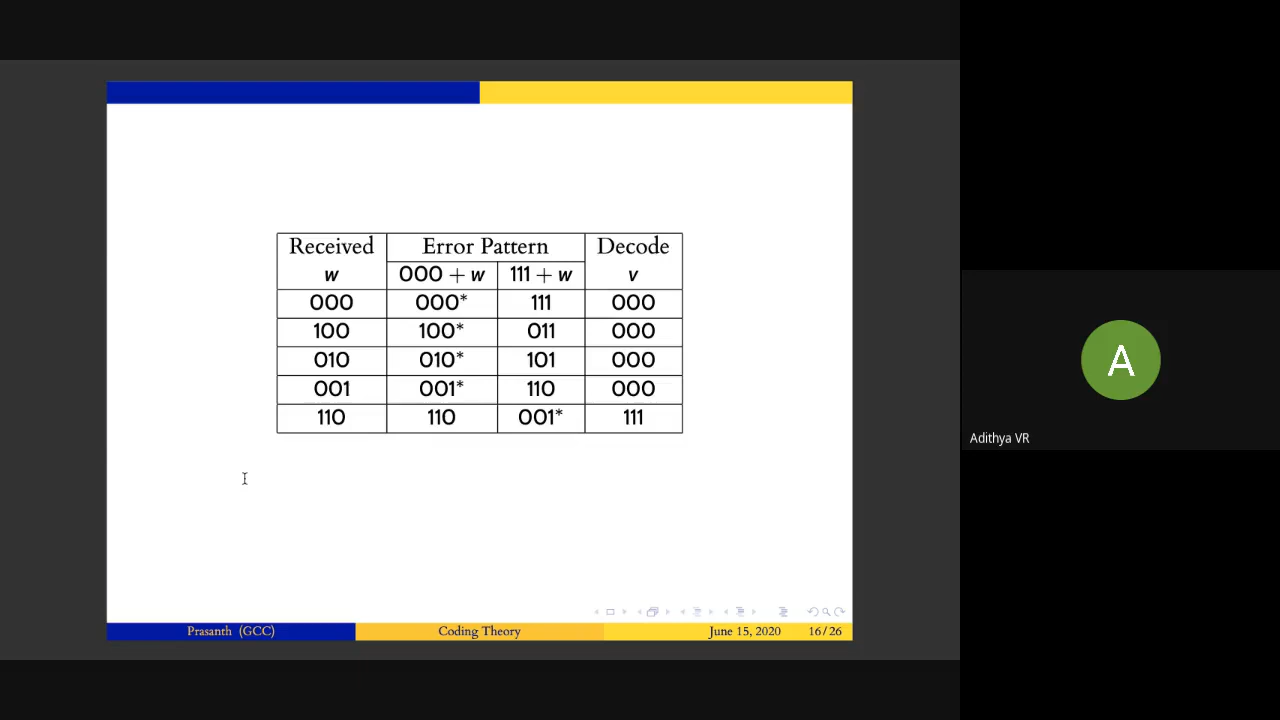 Received Error Pattern Decode
w 000 + w 111 + w v
000 000* 111 000
100 100* 011 000
010 010* 101 000
001 001* 110 000
110 110 001* 111
Prasanth (GCC) Coding Theory June 15, 2020 16/26
A
Adithya VR